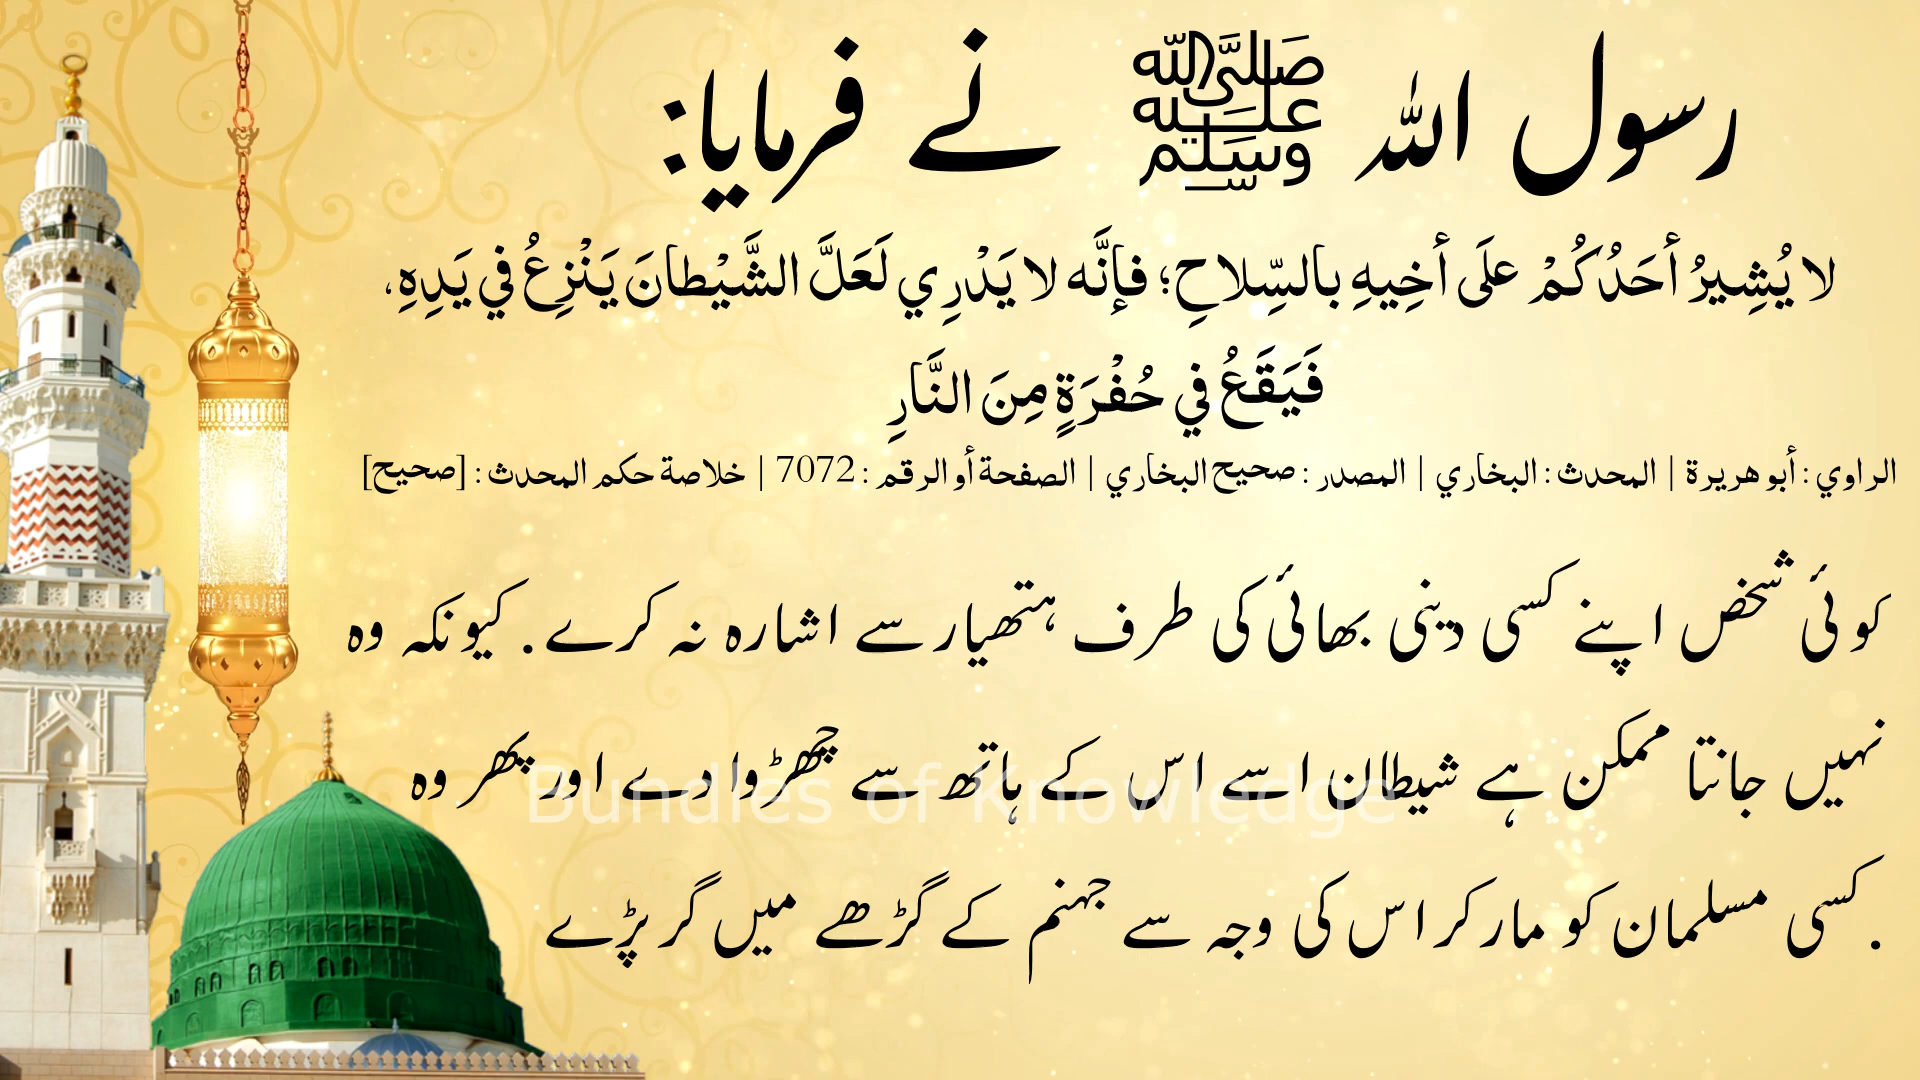 رسول اللہ ﷺ نے فرمایا:
لا يُشِيرُ أحَدُكُمْ علَى أخِيهِ بالسِّلاحِ؛ فإنَّه لا يَدْرِي لَعَلَّ الشَّيْطانَ يَنْزِعُ في يَدِهِ،
فَيَقَعُ في حُفْرَةٍ مِنَ النَّارِ
الراوي : أبو هريرة | المحدث : البخاري | المصدر : صحيح البخاري | الصفحة أو الرقم : 7072 | خلاصة حكم المحدث : [صحيح]
کوئی شخص اپنے کسی دینی بھائی کی طرف ہتھیار سے اشارہ نہ کرے . کیونکہ وہ
نہیں جانتا ممکن ہے شیطان اسے اس کے ہاتھ سے چھڑوا دے اور پھر وہ
Bundles of Knowledge
.کسی مسلمان کو مار کر اس کی وجہ سے جہنم کے گڑھے میں گر پڑے